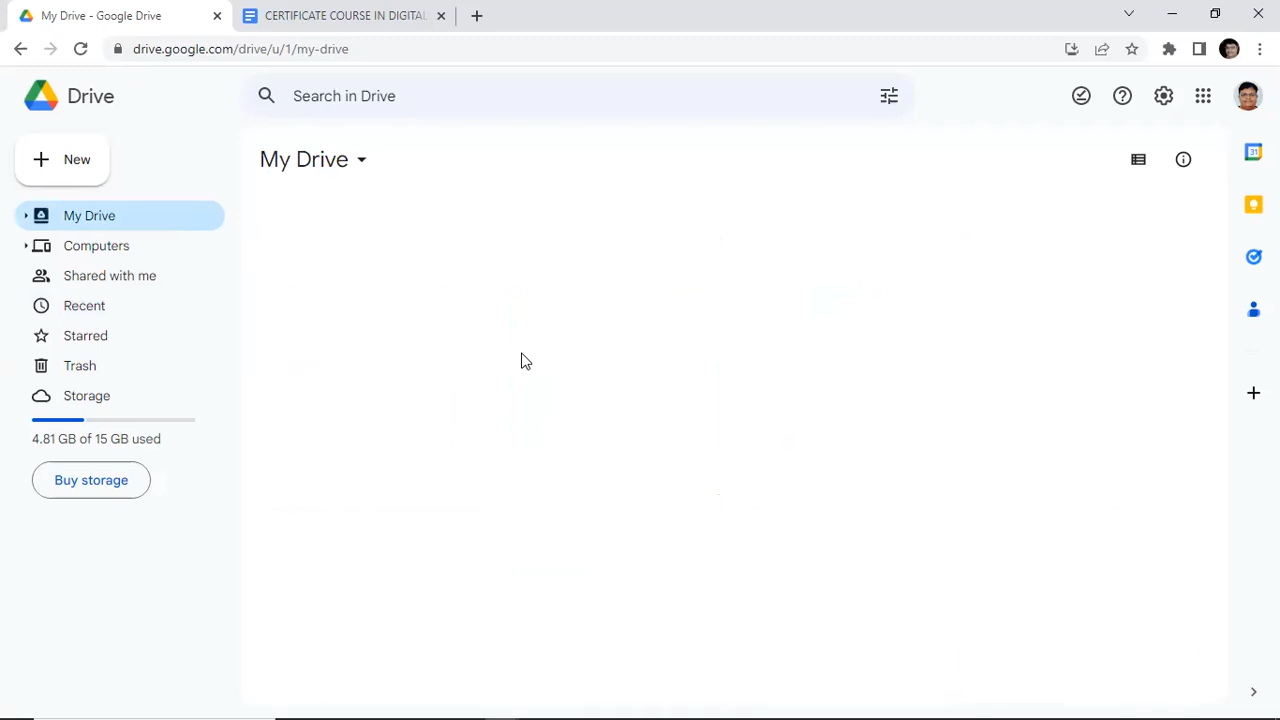 My Drive - Google Drive
CERTIFICATE COURSE IN DIGITAL
drive.google.com/drive/u/1/my-drive
Drive
Search in Drive
New
My Drive
31
My Drive
Computers
Shared with me
Recent
Starred
Trash
Storage
4.81 GB of 15 GB used
Buy storage